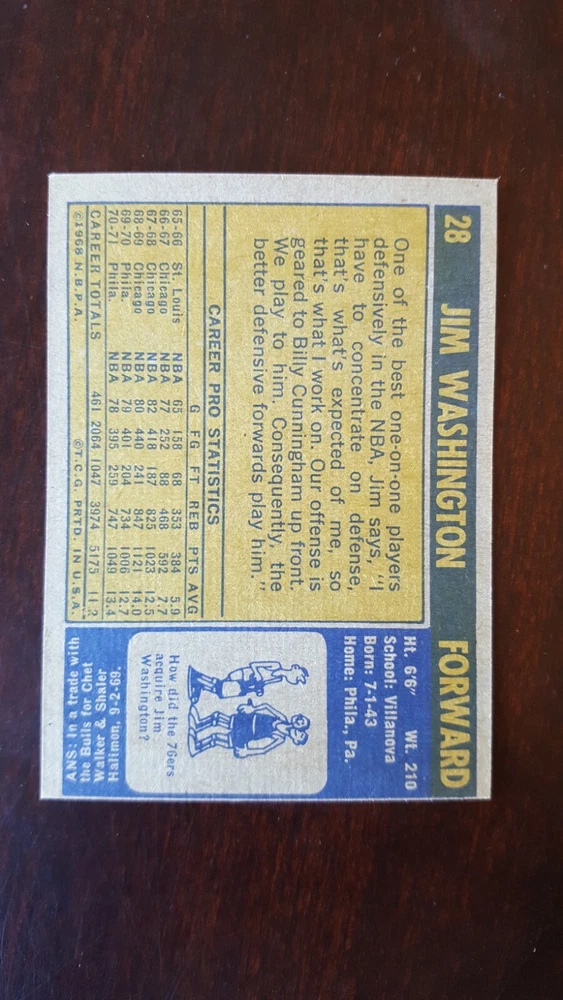 28 JIM WASHINGTON FORWARD
One of the best one-on-one players
defensively in the NBA, Jim says, "I
have to concentrate on defense,
that's what's expected of me, so
that's what I work on. Our offense is
geared to Billy Cunningham up front.
We play to him. Consequently, the
better defensive forwards play him."
CAREER PRO STATISTICS
G FG FT REB PTS AVG
65-66 St. Louis NBA 65 158 68 353 384 5.9
66-67 Chicago NBA 77 252 88 468 592 7.7
67-68 Chicago NBA 82 418 187 825 1023 12.5
68-69 Chicago NBA 80 440 241 847 1121 14.0
69-70 Phila. NBA 79 401 204 734 1006 12.7
70-71 Phila. NBA 78 395 259 747 1049 13.4
CAREER TOTALS 461 2064 1047 3974 5175 11.2
©1968 N.B.P.A. ©T.C.G. PRTD. IN U.S.A.
Ht. 6'6" Wt. 210
School: Villanova
Born: 7-1-43
Home: Phila., Pa.
How did the 76ers
acquire Jim
Washington?
ANS: In a trade with
the Bulls for Chet
Walker & Shaler
Halimon, 9-2-69.